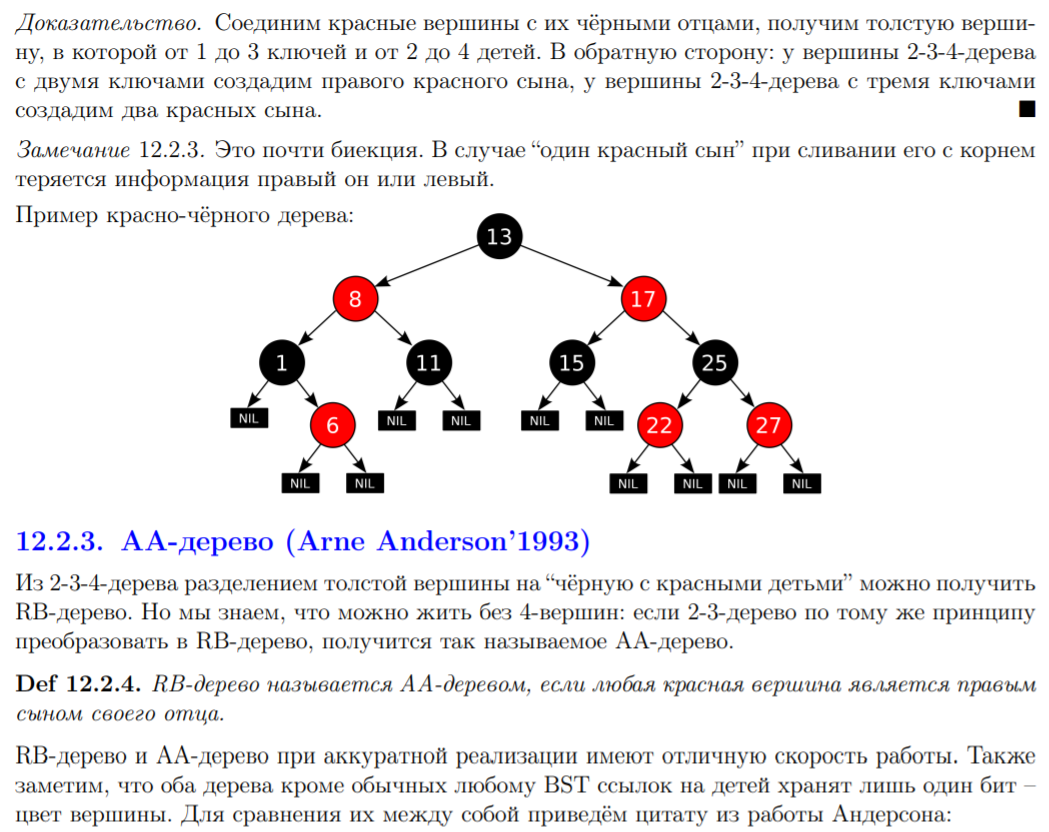 Доказательство. Соединим красные вершины с их чёрными отцами, получим толстую верши-
ну, в которой от 1 до 3 ключей и от 2 до 4 детей. В обратную сторону: у вершины 2-3-4-дерева
с двумя ключами создадим правого красного сына, у вершины 2-3-4-дерева с тремя ключами
создадим два красных сына. ■
Замечание 12.2.3. Это почти биекция. В случае “один красный сын” при сливании его с корнем
теряется информация правый он или левый.
Пример красно-чёрного дерева:
13
8 17
1 11 15 25
NIL 6 NIL NIL NIL NIL 22 27
NIL NIL NIL NIL NIL NIL
12.2.3. AA-дерево (Arne Anderson’1993)
Из 2-3-4-дерева разделением толстой вершины на “чёрную с красными детьми” можно получить
RB-дерево. Но мы знаем, что можно жить без 4-вершин: если 2-3-дерево по тому же принципу
преобразовать в RB-дерево, получится так называемое AA-дерево.
Def 12.2.4. RB-дерево называется AA-деревом, если любая красная вершина является правым
сыном своего отца.
RB-дерево и AA-дерево при аккуратной реализации имеют отличную скорость работы. Также
заметим, что оба дерева кроме обычных любому BST ссылок на детей хранят лишь один бит –
цвет вершины. Для сравнения их между собой приведём цитату из работы Андерсона: